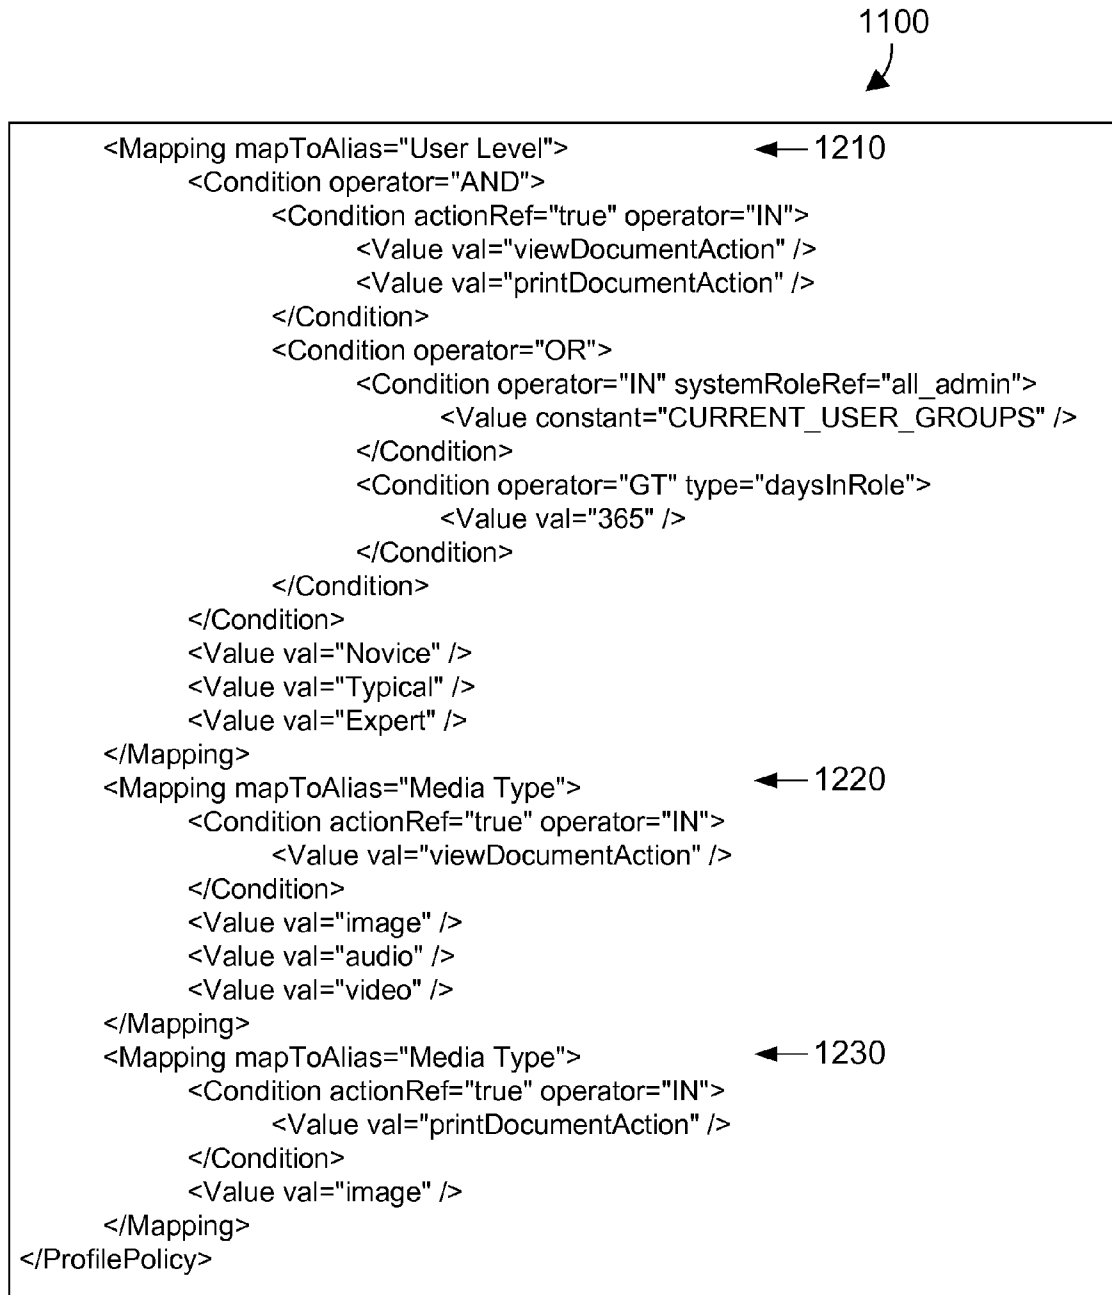 1100
<Mapping mapToAlias="User Level"> 1210
<Condition operator="AND">
<Condition actionRef="true" operator="IN">
<Value val="viewDocumentAction" />
<Value val="printDocumentAction" />
</Condition>
<Condition operator="OR">
<Condition operator="IN" systemRoleRef="all_admin">
<Value constant="CURRENT_USER_GROUPS" />
</Condition>
<Condition operator="GT" type="daysInRole">
<Value val="365" />
</Condition>
</Condition>
</Condition>
<Value val="Novice" />
<Value val="Typical" />
<Value val="Expert" />
</Mapping>
<Mapping mapToAlias="Media Type"> 1220
<Condition actionRef="true" operator="IN">
<Value val="viewDocumentAction" />
</Condition>
<Value val="image" />
<Value val="audio" />
<Value val="video" />
</Mapping>
<Mapping mapToAlias="Media Type"> 1230
<Condition actionRef="true" operator="IN">
<Value val="printDocumentAction" />
</Condition>
<Value val="image" />
</Mapping>
</ProfilePolicy>